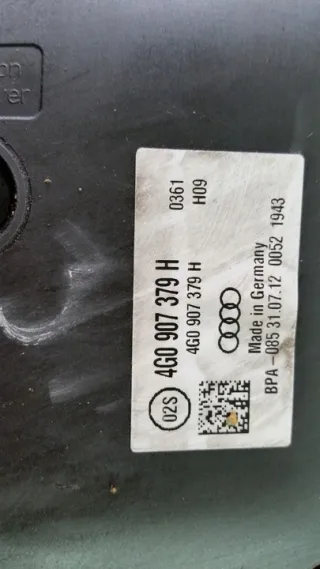 02S 4G0 907 379 H
0361
4G0 907 379 H
H09
Made in Germany
BPA -085 31.07.12 0052 1943